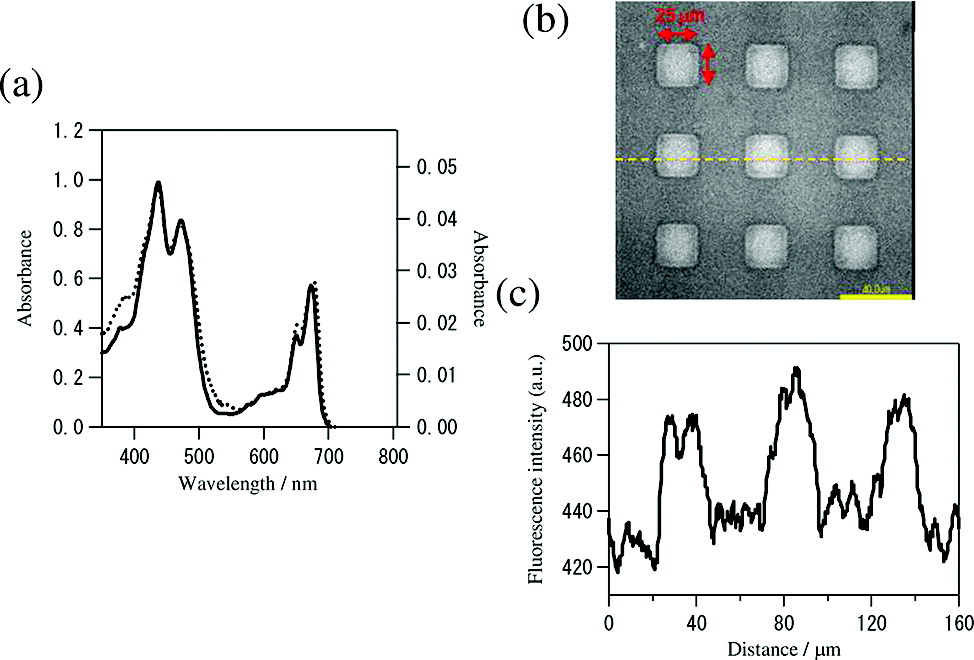 (a)
1.2
1.0
0.8
0.6
0.4
0.2
0.0
Absorbance
0.05
0.04
0.03
0.02
0.01
0.00
Absorbance
400 500 600 700 800
Wavelength / nm
(b)
25 μm
40.0um
(c)
500
480
460
440
420
Fluorescence intensity (a.u.)
0 40 80 120 160
Distance / μm